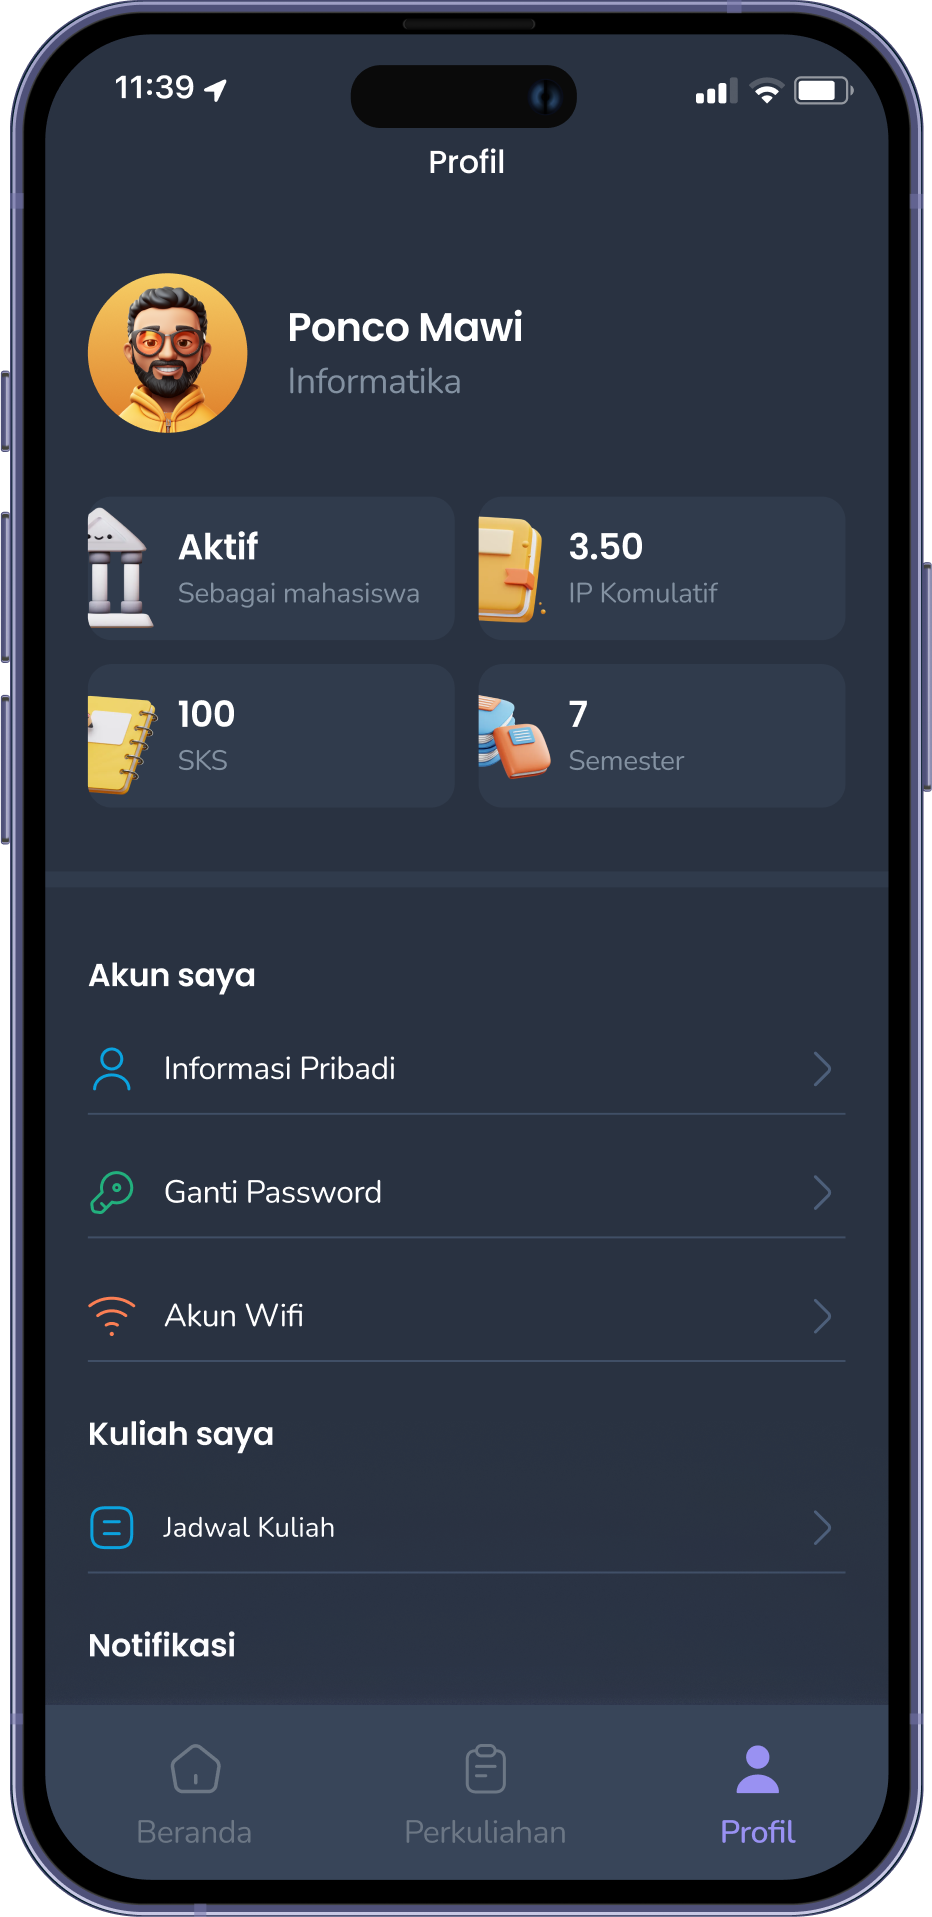 11:39
Profil
Ponco Mawi
Informatika
Aktif
Sebagai mahasiswa
3.50
IP Komulatif
100
SKS
7
Semester
Akun saya
Informasi Pribadi
Ganti Password
Akun Wifi
Kuliah saya
Jadwal Kuliah
Notifikasi
Beranda
Perkuliahan
Profil